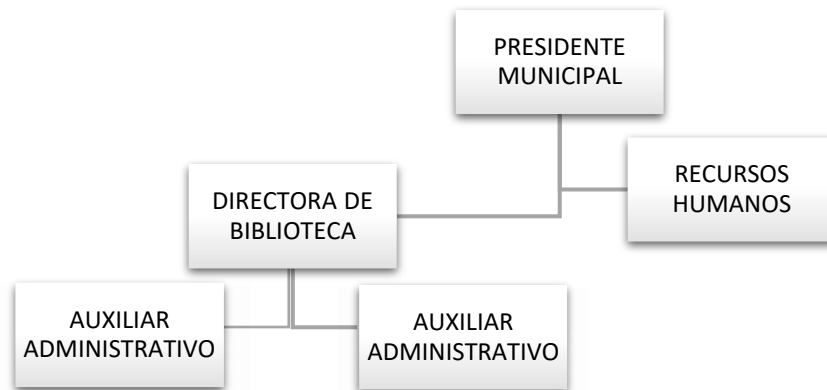 PRESIDENTE
MUNICIPAL
RECURSOS
HUMANOS
DIRECTORA DE
BIBLIOTECA
AUXILIAR
ADMINISTRATIVO
AUXILIAR
ADMINISTRATIVO